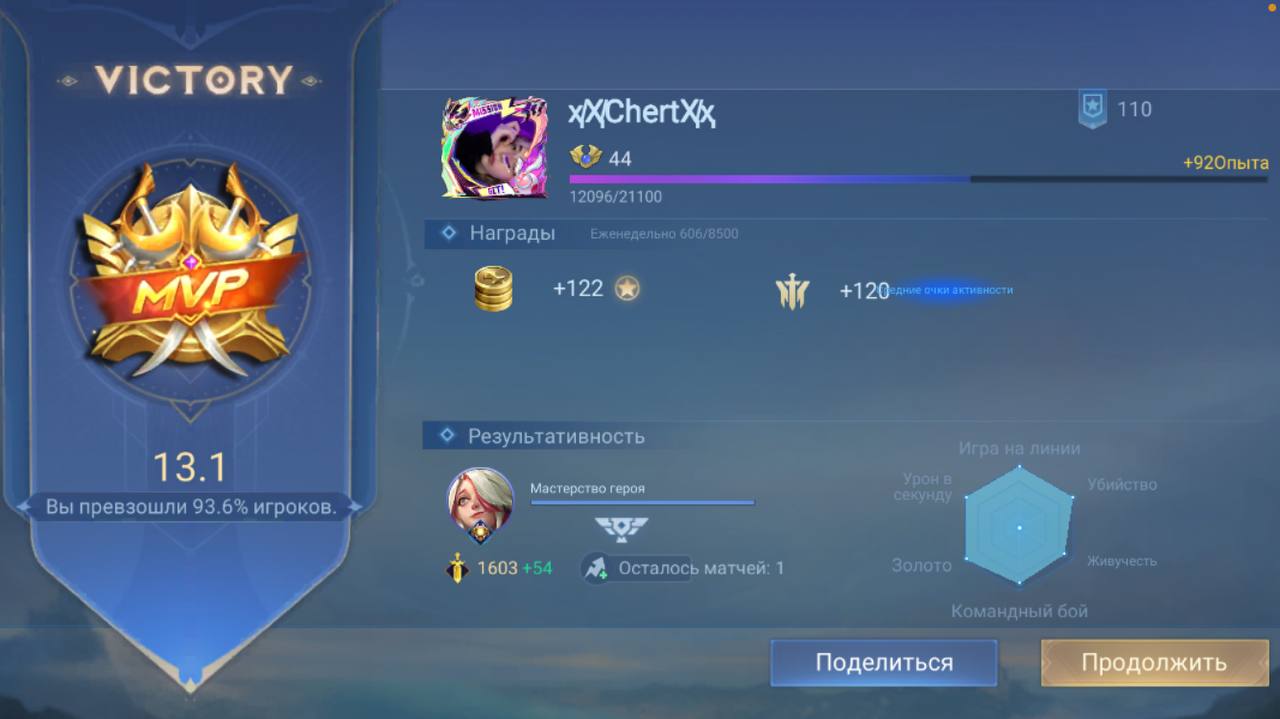 VICTORY
MVP
13.1
Вы превзошли 93.6% игроков.
MISSION
GET!
x̷X̷ChertX̷x̷
44
12096/21100
110
+92Опыта
Награды
Еженедельно 606/8500
+122
+120
средние очки активности
Результативность
Мастерство героя
1603 +54
Осталось матчей: 1
Игра на линии
Урон в
секунду
Убийство
Золото
Живучесть
Командный бой
Поделиться
Продолжить